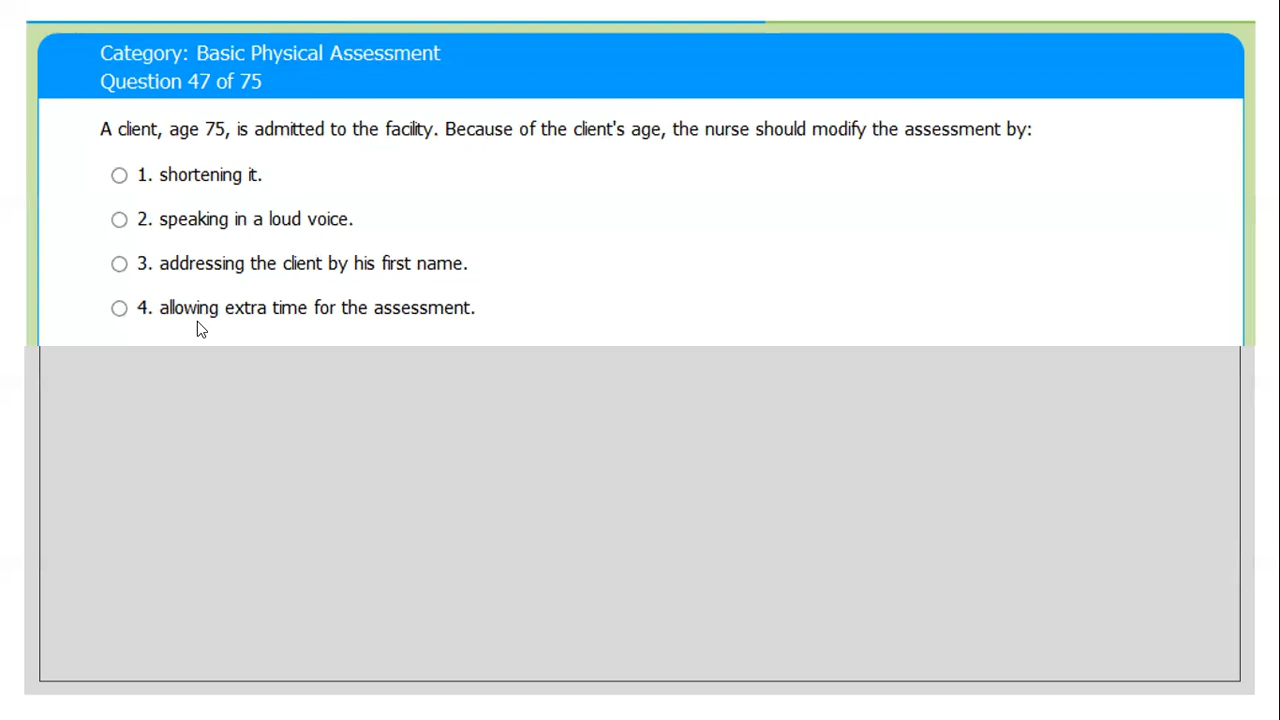 Category: Basic Physical Assessment
Question 47 of 75
A client, age 75, is admitted to the facility. Because of the client's age, the nurse should modify the assessment by:
1. shortening it.
2. speaking in a loud voice.
3. addressing the client by his first name.
4. allowing extra time for the assessment.